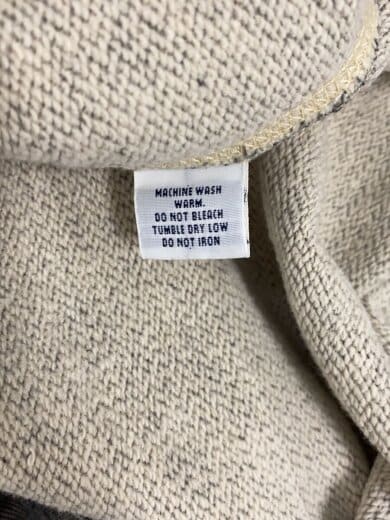 MACHINE WASH
WARM.
DO NOT BLEACH
TUMBLE DRY LOW
DO NOT IRON